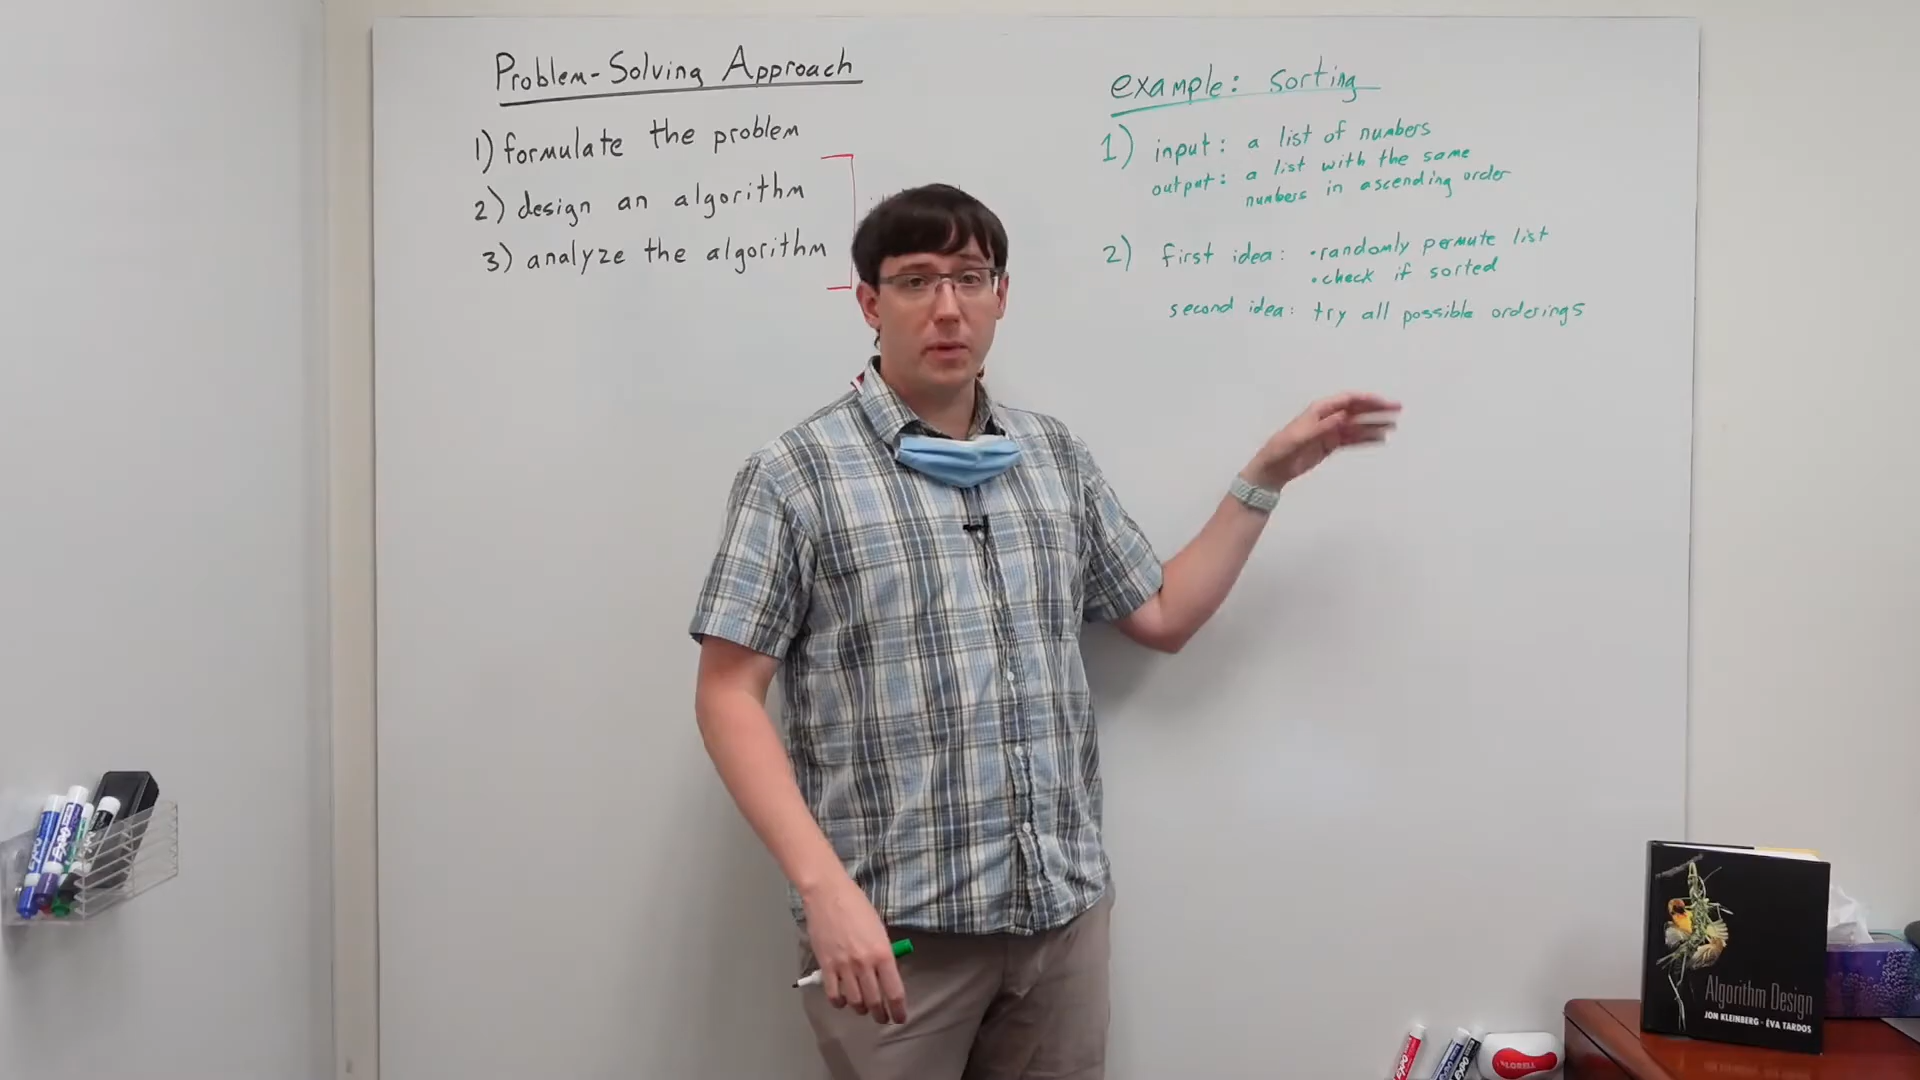 Problem-Solving Approach
1) formulate the problem
2) design an algorithm
3) analyze the algorithm
example: sorting
1) input: a list of numbers
output: a list with the same
numbers in ascending order
2) first idea: •randomly permute list
•check if sorted
second idea: try all possible orderings
EXPO
EXPO
Algorithm Design
JON KLEINBERG · ÉVA TARDOS